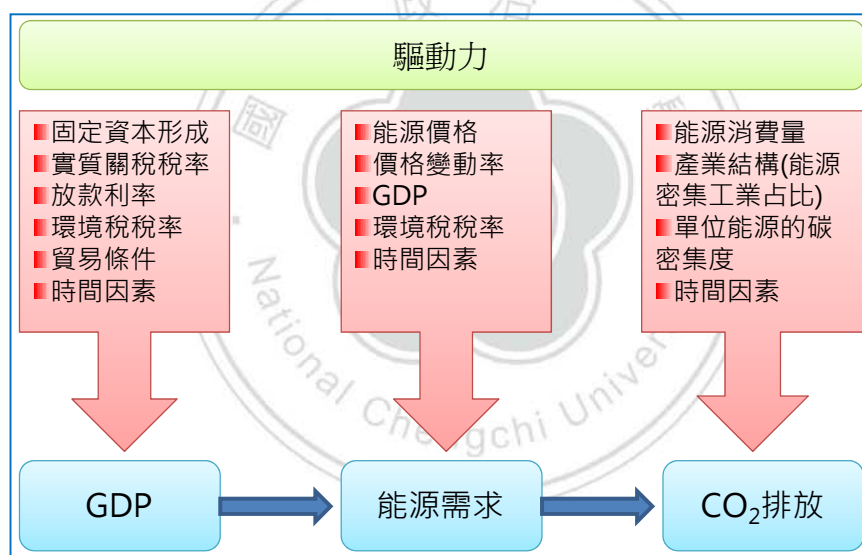 驅動力
固定資本形成
實質關稅稅率
放款利率
環境稅稅率
貿易條件
時間因素
能源價格
價格變動率
GDP
環境稅稅率
時間因素
能源消費量
產業結構(能源
密集工業占比)
單位能源的碳
密集度
時間因素
GDP
能源需求
CO₂排放
National Chengchi Univer